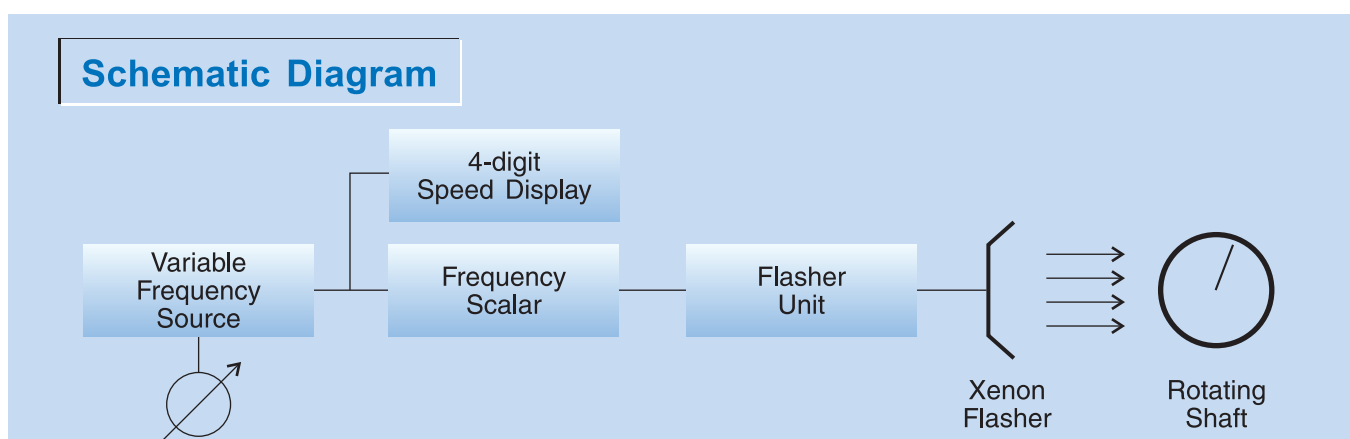 Schematic Diagram
4-digit
Speed Display
Variable
Frequency
Source
Frequency
Scalar
Flasher
Unit
Xenon
Flasher
Rotating
Shaft